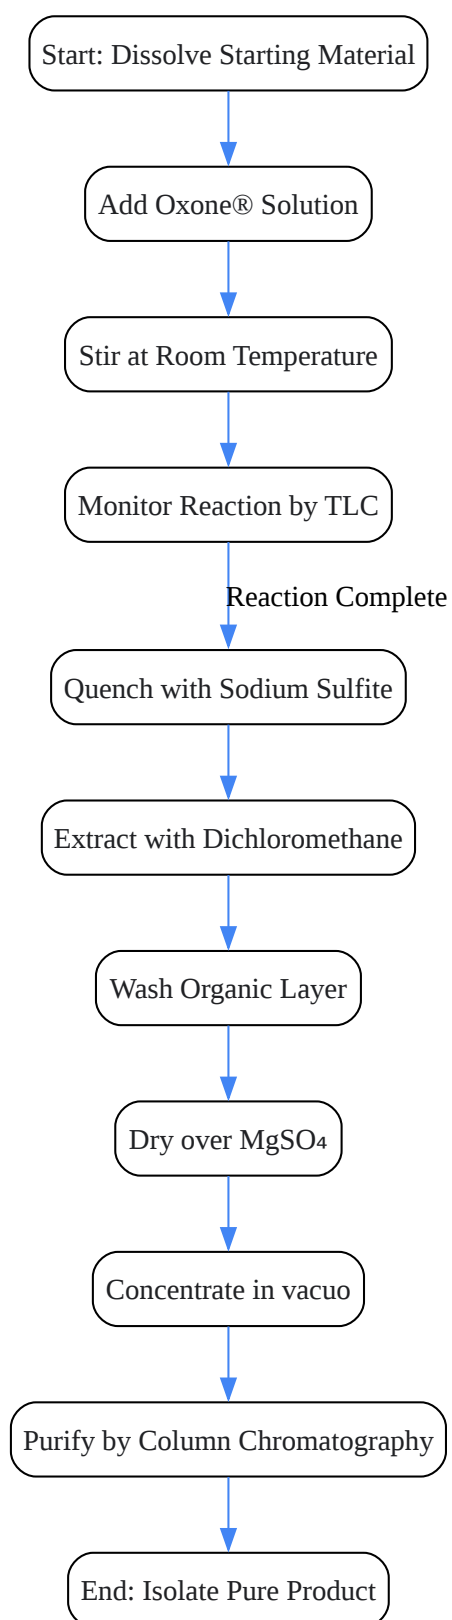 Start: Dissolve Starting Material
Add Oxone® Solution
Stir at Room Temperature
Monitor Reaction by TLC
Reaction Complete
Quench with Sodium Sulfite
Extract with Dichloromethane
Wash Organic Layer
Dry over MgSO₄
Concentrate in vacuo
Purify by Column Chromatography
End: Isolate Pure Product